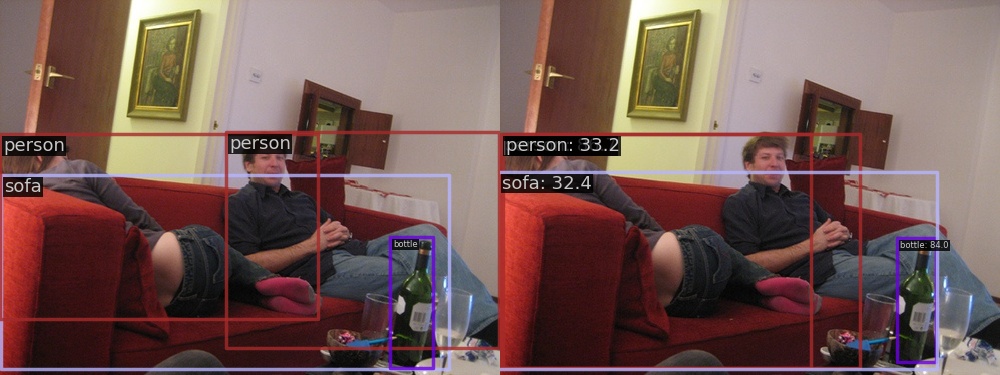 person
person
sofa
bottle
person: 33.2
sofa: 32.4
bottle: 84.0